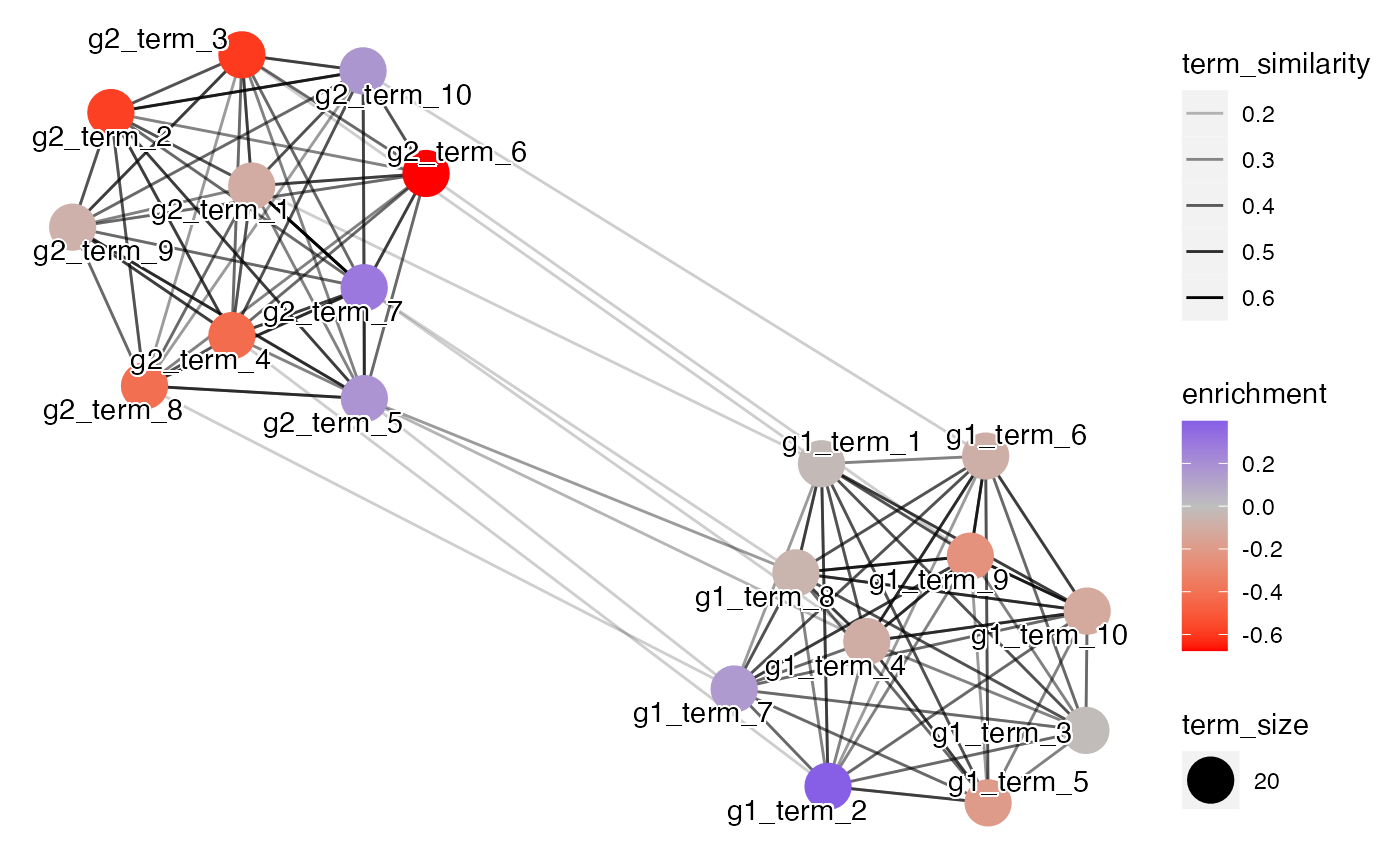 g2_term_3
g2_term_10
g2_term_2
g2_term_6
g2_term_1
g2_term_9
g2_term_7
g2_term_4
g2_term_8
g2_term_5
g1_term_1
g1_term_6
g1_term_9
g1_term_8
g1_term_10
g1_term_4
g1_term_7
g1_term_3
g1_term_5
g1_term_2
term_similarity
0.2
0.3
0.4
0.5
0.6
enrichment
0.2
0.0
-0.2
-0.4
-0.6
term_size
20